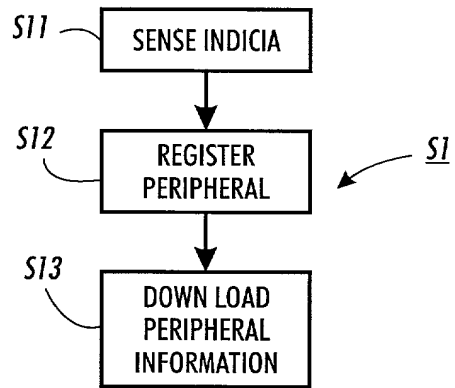 S11
SENSE INDICIA
S12
REGISTER
PERIPHERAL
S1
S13
DOWN LOAD
PERIPHERAL
INFORMATION